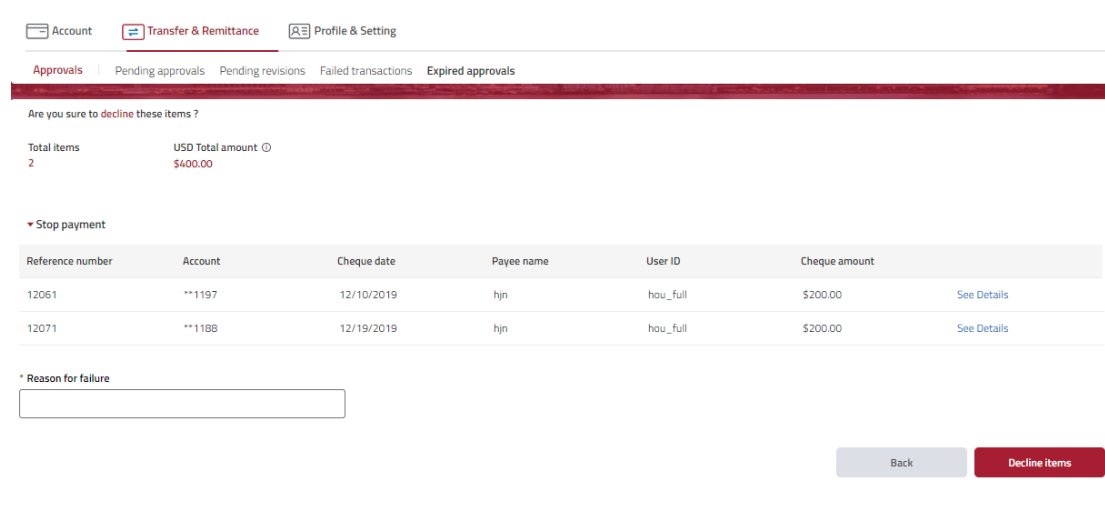 Account Transfer & Remittance Profile & Setting
Approvals Pending approvals Pending revisions Failed transactions Expired approvals
Are you sure to decline these items ?
Total items USD Total amount
2 $400.00
Stop payment
Reference number Account Cheque date Payee name User ID Cheque amount
12061 **1197 12/10/2019 hjn hou_full $200.00 See Details
12071 **1188 12/19/2019 hjn hou_full $200.00 See Details
* Reason for failure
Back Decline items